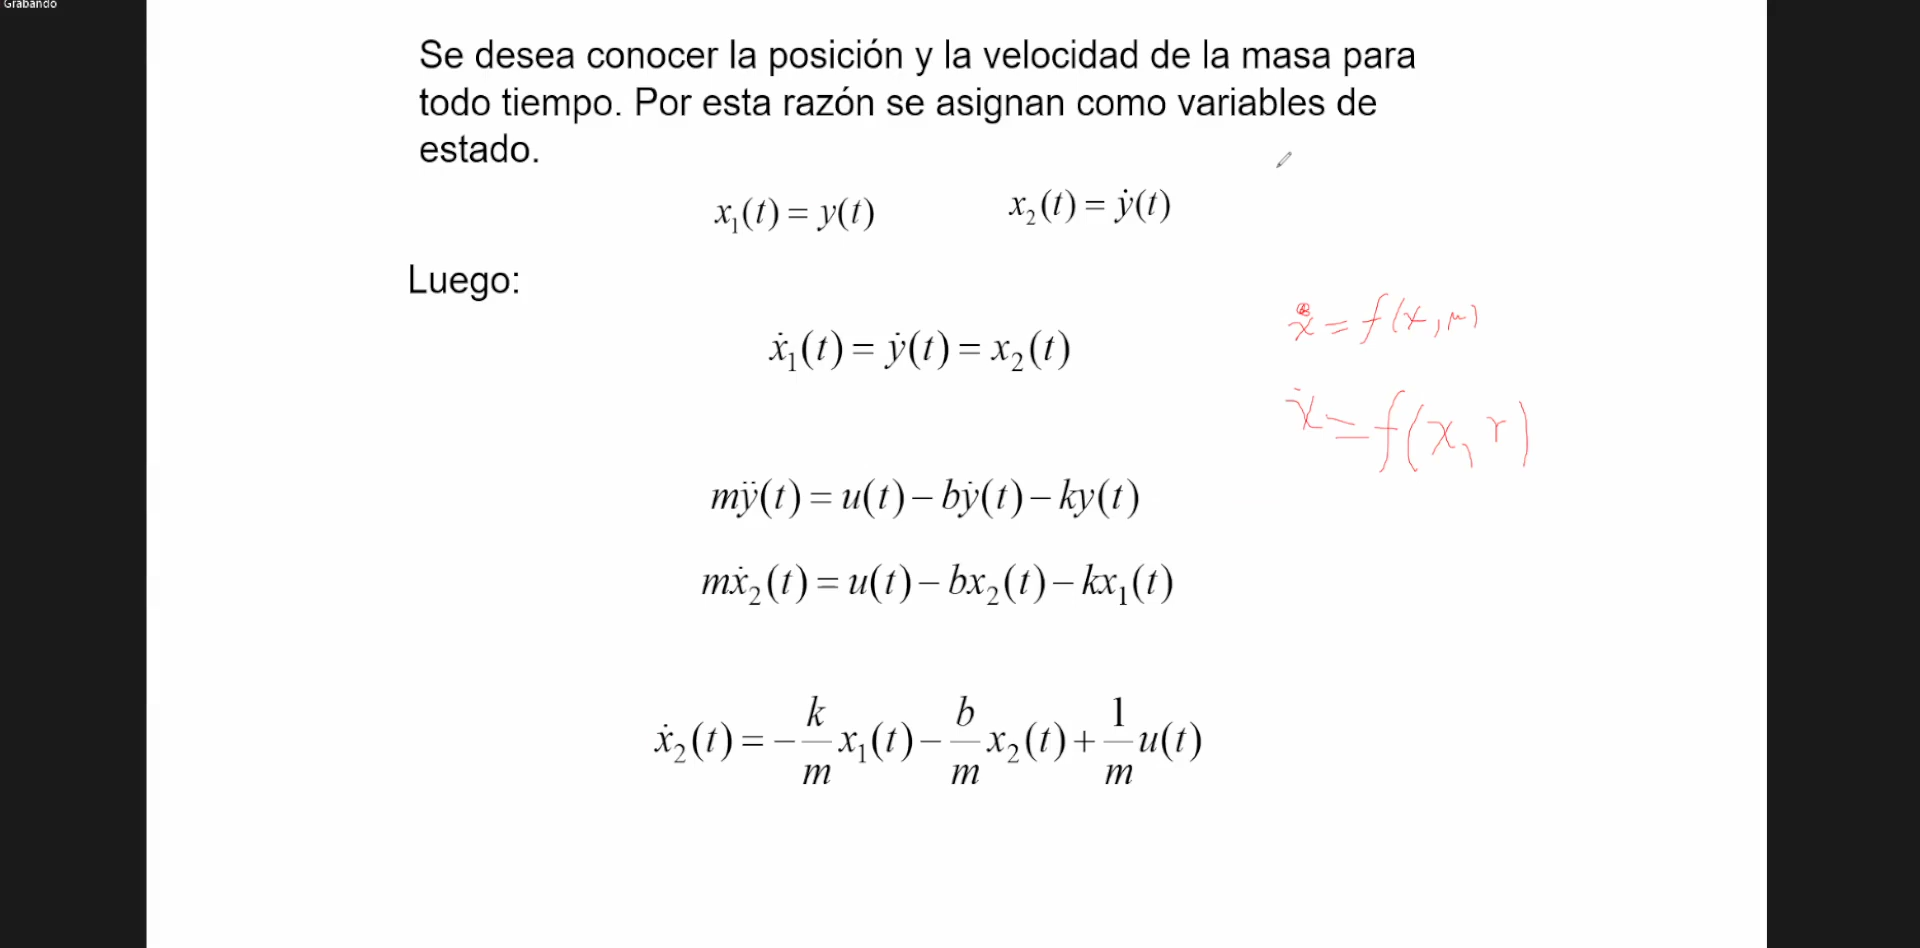 Grabando
Se desea conocer la posición y la velocidad de la masa para
todo tiempo. Por esta razón se asignan como variables de
estado.
x₁(t) = y(t)    x₂(t) = ẏ(t)
Luego:
ẋ = f(x, u)
ẋ₁(t) = ẏ(t) = x₂(t)
ẋ = f(x, r)
mÿ(t) = u(t) − bẏ(t) − ky(t)
mẋ₂(t) = u(t) − bx₂(t) − kx₁(t)
ẋ₂(t) = −k/m x₁(t) − b/m x₂(t) + 1/m u(t)